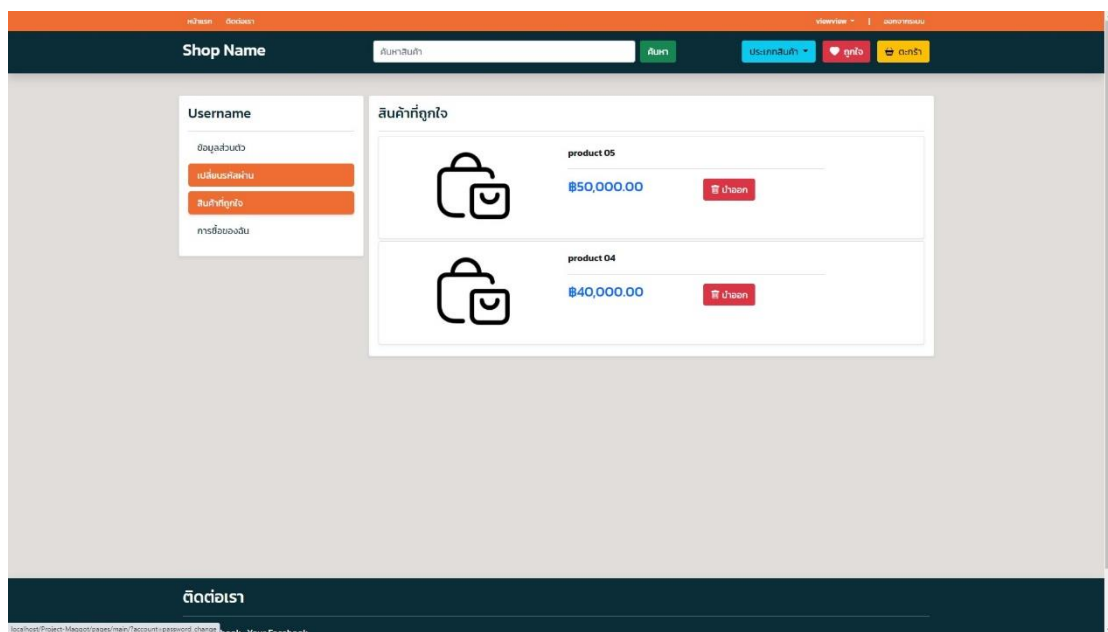 หน้าแรก ติดต่อเรา viewview | ออกจากระบบ
Shop Name ค้นหาสินค้า ค้นหา ประเภทสินค้า ถูกใจ ตะกร้า
Username
ข้อมูลส่วนตัว
เปลี่ยนรหัสผ่าน
สินค้าที่ถูกใจ
การซื้อของฉัน
สินค้าที่ถูกใจ
product 05
฿50,000.00 นำออก
product 04
฿40,000.00 นำออก
ติดต่อเรา
localhost/Project-Maggot/pages/main/?account=password_change